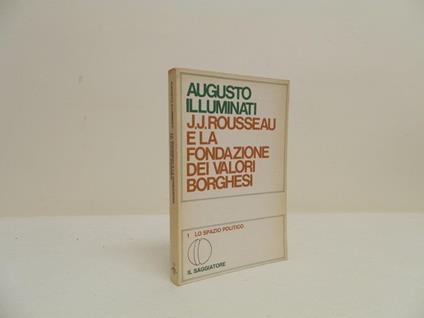 AUGUSTO
ILLUMINATI
J.J.ROUSSEAU
E LA
FONDAZIONE
DEI VALORI
BORGHESI
1 LO SPAZIO POLITICO
IL SAGGIATORE